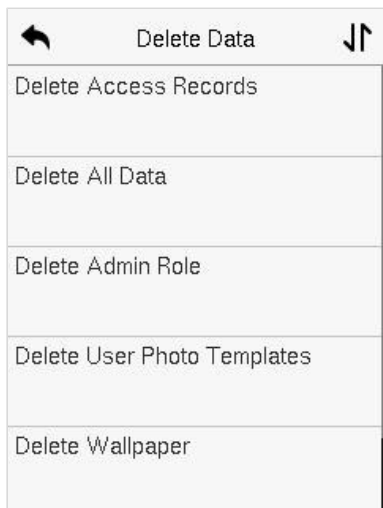 Delete Data
Delete Access Records
Delete All Data
Delete Admin Role
Delete User Photo Templates
Delete Wallpaper